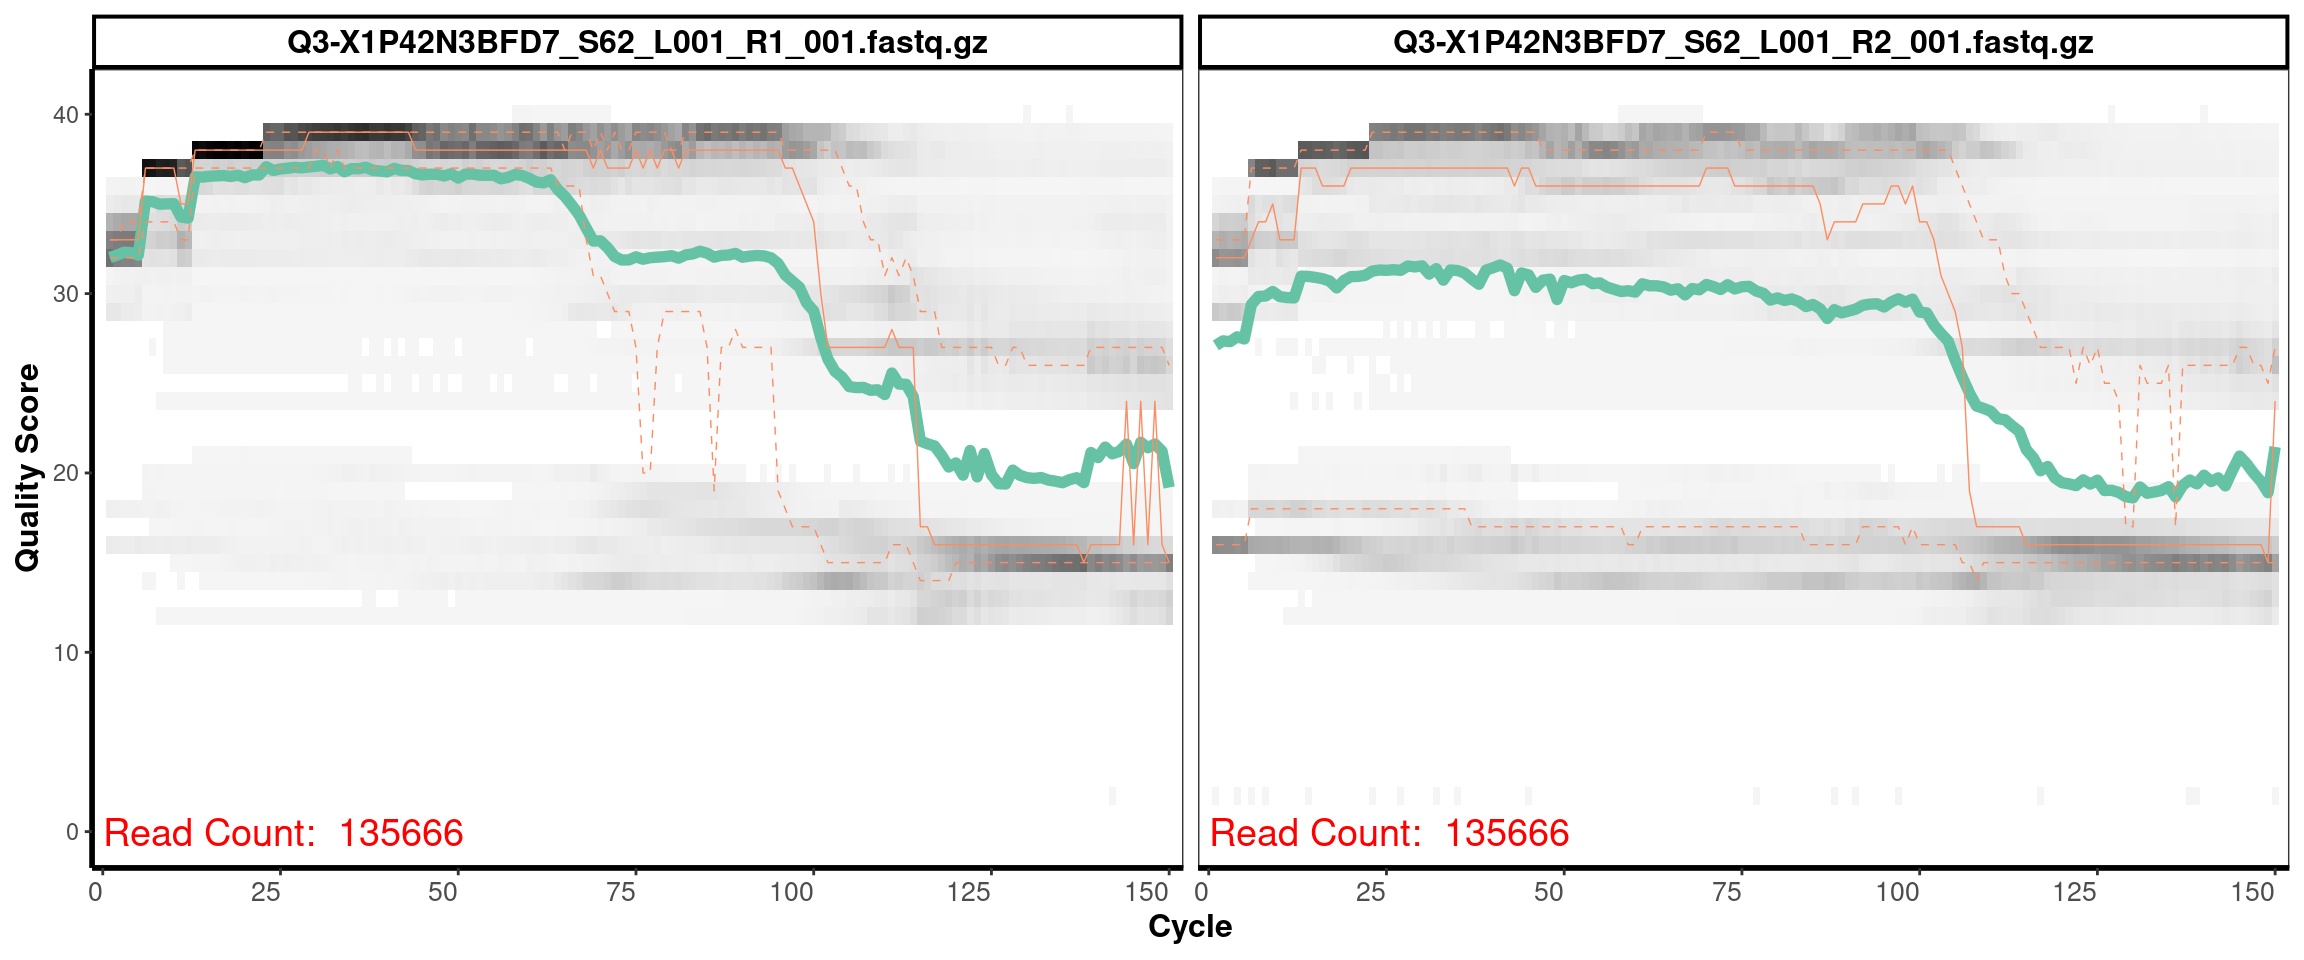 Q3-X1P42N3BFD7_S62_L001_R1_001.fastq.gz
Q3-X1P42N3BFD7_S62_L001_R2_001.fastq.gz
40
30
20
10
0
Quality Score
Read Count: 135666
Read Count: 135666
0 25 50 75 100 125 150
0 25 50 75 100 125 150
Cycle